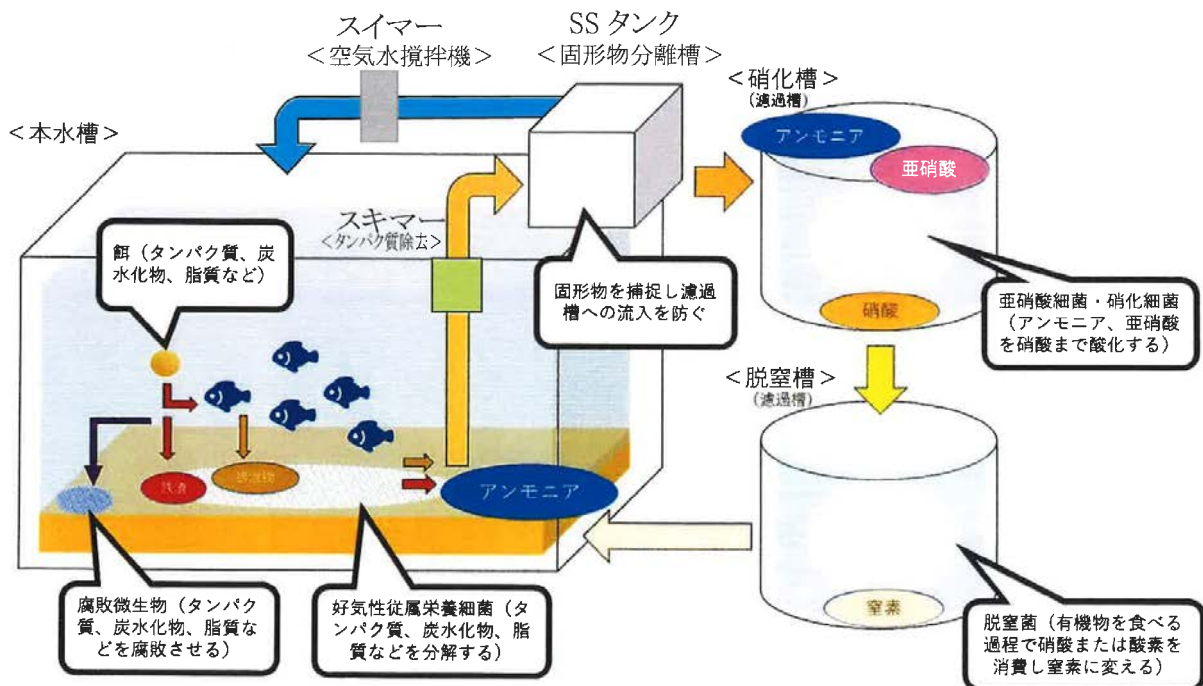 スイマー
＜空気水撹拌機＞
SS タンク
＜固形物分離槽＞
＜硝化槽＞
（濾過槽）
アンモニア
亜硝酸
＜本水槽＞
スキマー
＜タンパク質除去＞
餌（タンパク質、炭
水化物、脂質など）
固形物を捕捉し濾過
槽への流入を防ぐ
硝酸
亜硝酸細菌・硝化細菌
（アンモニア、亜硝酸
を硝酸まで酸化する）
＜脱窒槽＞
（濾過槽）
アンモニア
腐敗微生物（タンパク
質、炭水化物、脂質な
どを腐敗させる）
好気性従属栄養細菌（タ
ンパク質、炭水化物、脂
質などを分解する）
窒素
脱窒菌（有機物を食べる
過程で硝酸または酸素を
消費し窒素に変える）